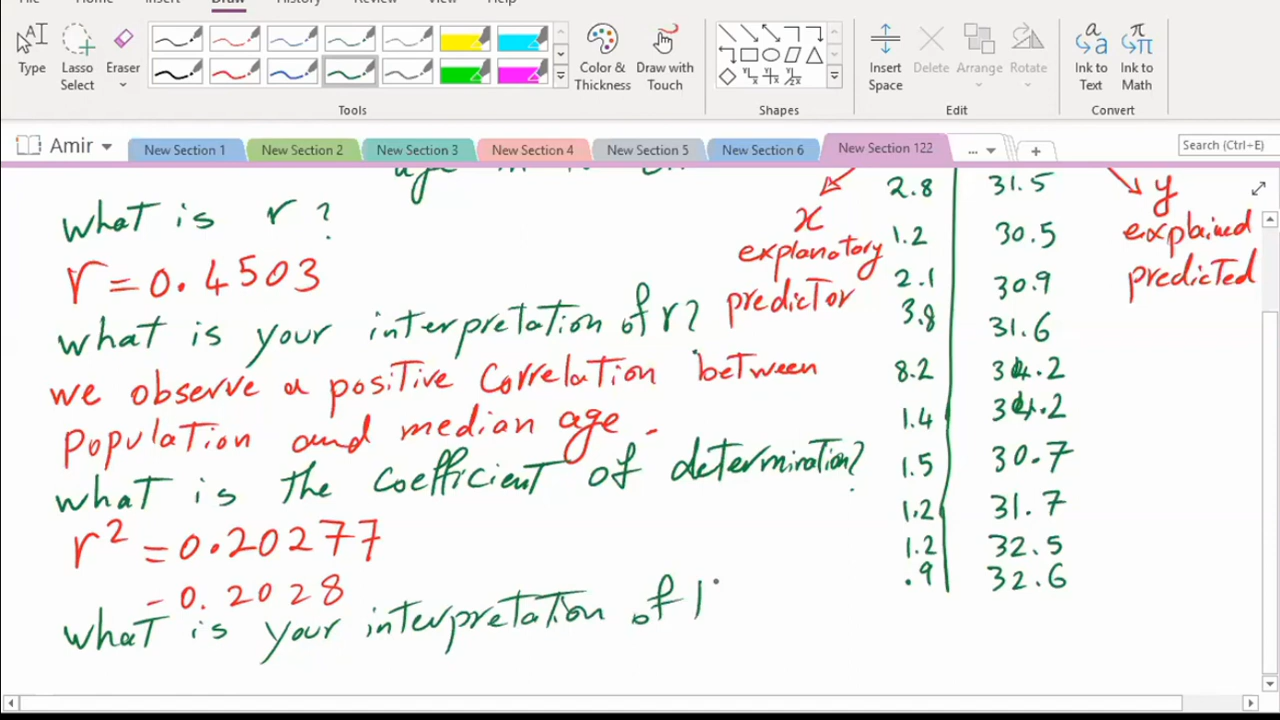 Draw
History
Review
View
Help
Type
Lasso Select
Eraser
Color & Thickness
Draw with Touch
Insert Space
Delete
Arrange
Rotate
Ink to Text
Ink to Math
Tools
Shapes
Edit
Convert
Amir
New Section 1
New Section 2
New Section 3
New Section 4
New Section 5
New Section 6
New Section 122
...
Search (Ctrl+E)
what is r?
r = 0.4503
what is your interpretation of r?
we observe a positive correlation between
population and median age.
what is the coefficient of determination?
r2 = 0.20277
= 0.2028
what is your interpretation of
x
explanatory
predictor
2.8 31.5
1.2 30.5
2.1 30.9
3.8 31.6
8.2 34.2
1.4 34.2
1.5 30.7
1.2 31.7
1.2 32.5
.9 32.6
y
explained
predicted